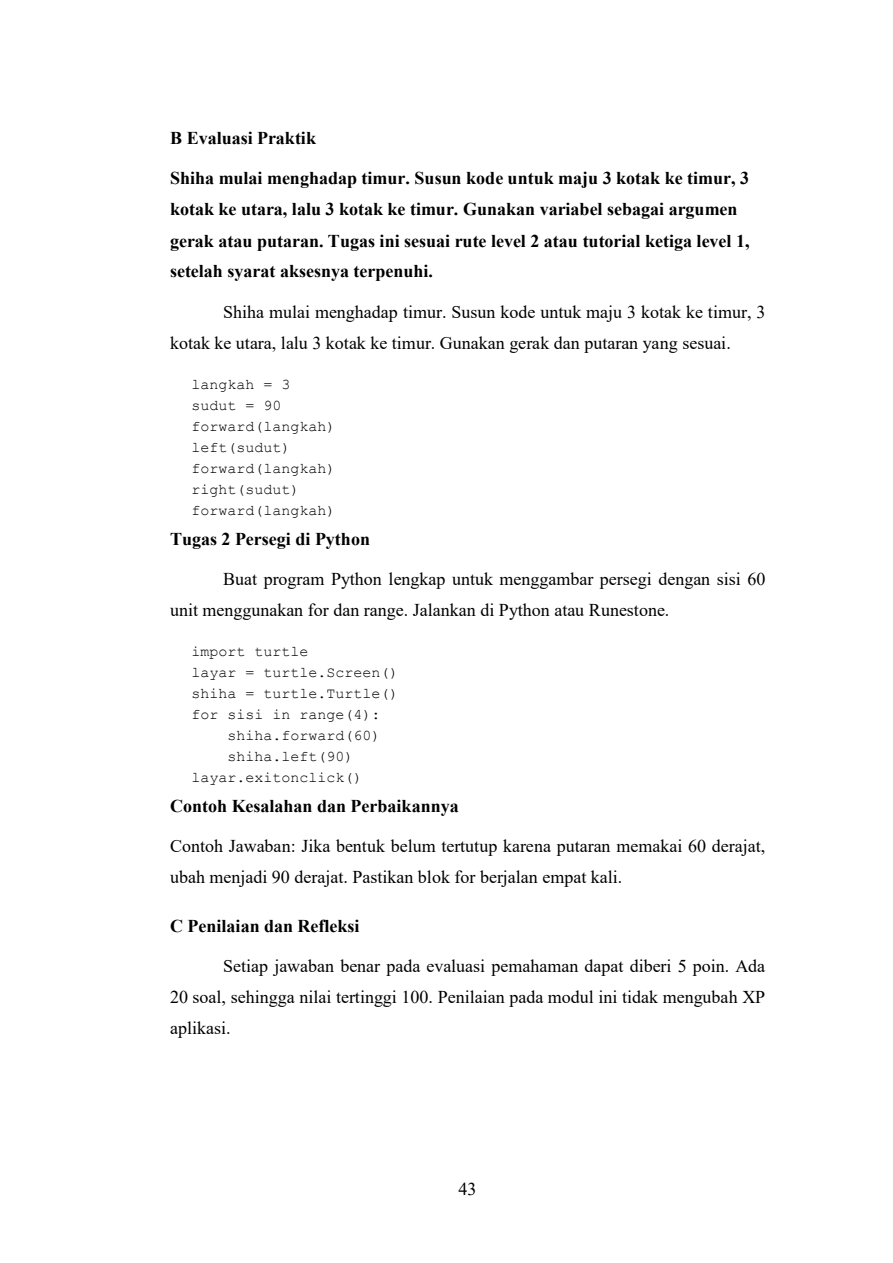 B Evaluasi Praktik
Shiha mulai menghadap timur. Susun kode untuk maju 3 kotak ke timur, 3
kotak ke utara, lalu 3 kotak ke timur. Gunakan variabel sebagai argumen
gerak atau putaran. Tugas ini sesuai rute level 2 atau tutorial ketiga level 1,
setelah syarat aksesnya terpenuhi.
Shiha mulai menghadap timur. Susun kode untuk maju 3 kotak ke timur, 3
kotak ke utara, lalu 3 kotak ke timur. Gunakan gerak dan putaran yang sesuai.
langkah = 3
sudut = 90
forward(langkah)
left(sudut)
forward(langkah)
right(sudut)
forward(langkah)
Tugas 2 Persegi di Python
Buat program Python lengkap untuk menggambar persegi dengan sisi 60
unit menggunakan for dan range. Jalankan di Python atau Runestone.
import turtle
layar = turtle.Screen()
shiha = turtle.Turtle()
for sisi in range(4):
    shiha.forward(60)
    shiha.left(90)
layar.exitonclick()
Contoh Kesalahan dan Perbaikannya
Contoh Jawaban: Jika bentuk belum tertutup karena putaran memakai 60 derajat,
ubah menjadi 90 derajat. Pastikan blok for berjalan empat kali.
C Penilaian dan Refleksi
Setiap jawaban benar pada evaluasi pemahaman dapat diberi 5 poin. Ada
20 soal, sehingga nilai tertinggi 100. Penilaian pada modul ini tidak mengubah XP
aplikasi.
43